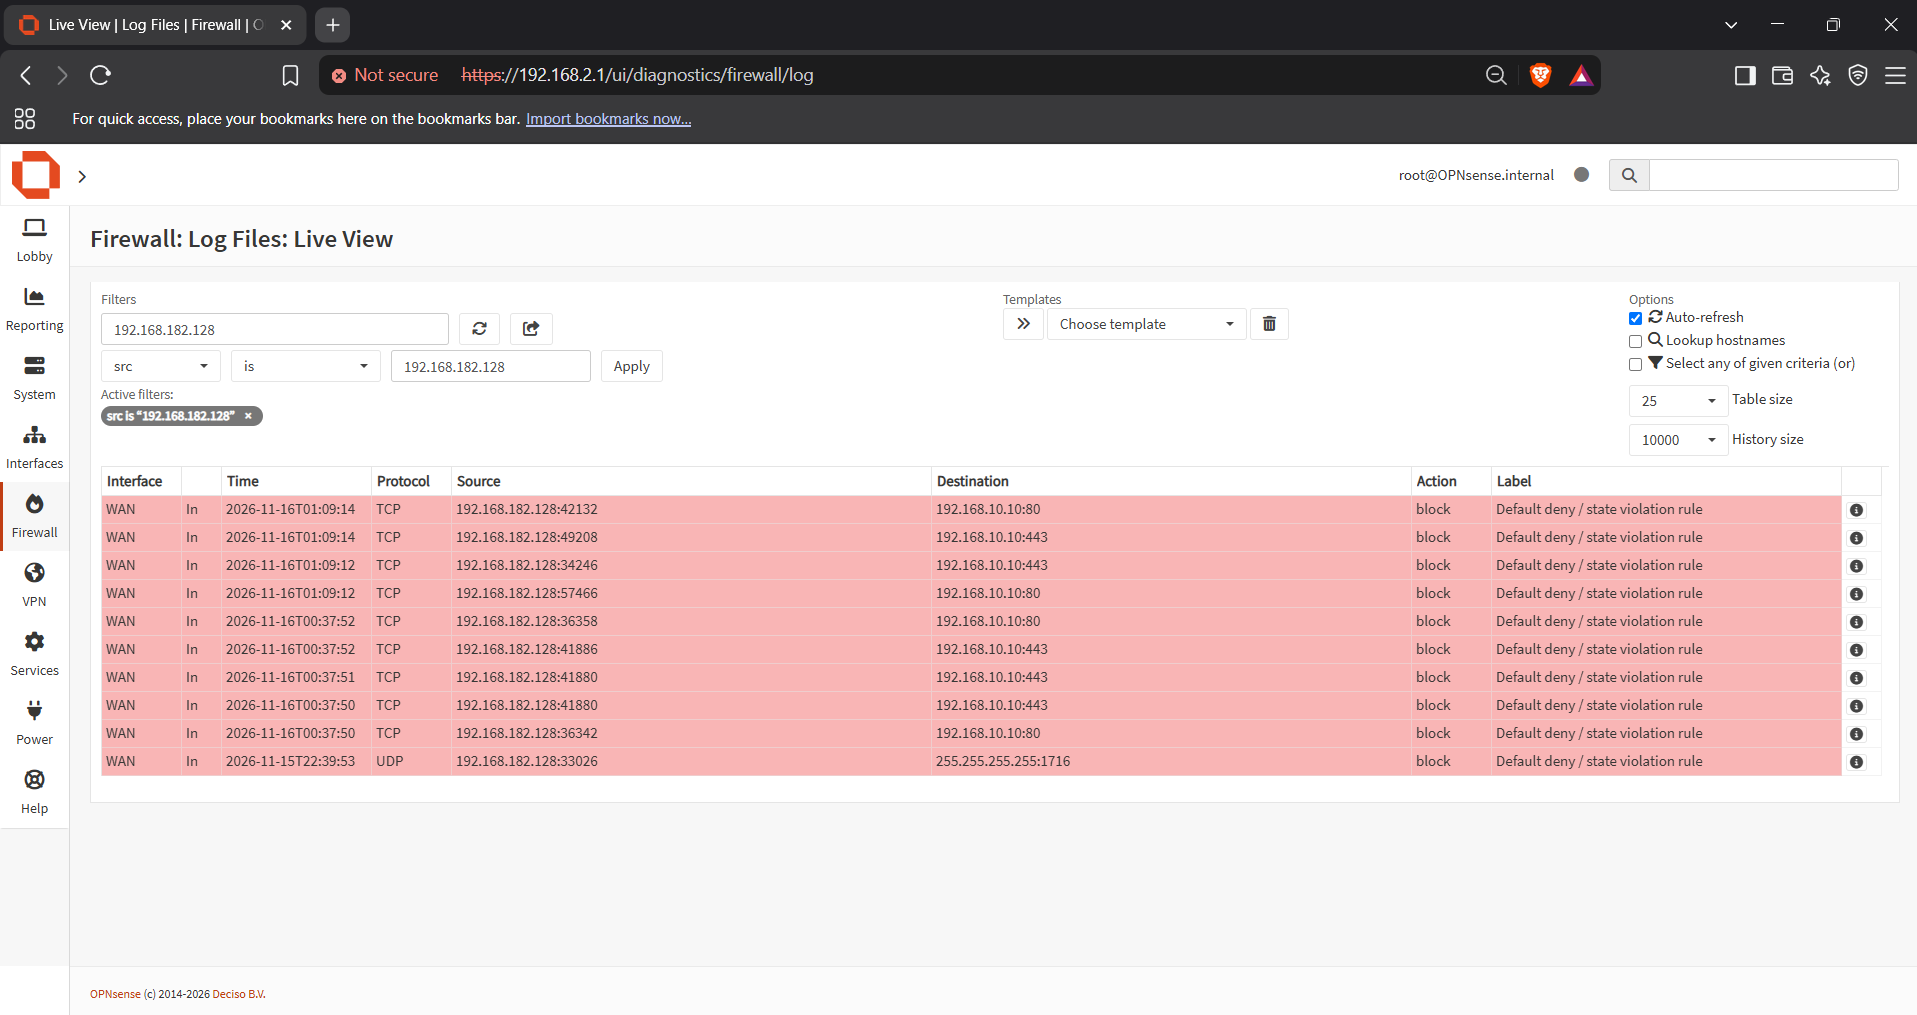 Live View | Log Files | Firewall | O
Not secure https://192.168.2.1/ui/diagnostics/firewall/log
For quick access, place your bookmarks here on the bookmarks bar. Import bookmarks now...
root@OPNsense.internal
Lobby
Reporting
System
Interfaces
Firewall
VPN
Services
Power
Help
Firewall: Log Files: Live View
Filters
192.168.182.128
src is 192.168.182.128 Apply
Active filters:
src is “192.168.182.128” ×
Templates
Choose template
Options
Auto-refresh
Lookup hostnames
Select any of given criteria (or)
25 Table size
10000 History size
Interface Time Protocol Source Destination Action Label
WAN In 2026-11-16T01:09:14 TCP 192.168.182.128:42132 192.168.10.10:80 block Default deny / state violation rule
WAN In 2026-11-16T01:09:14 TCP 192.168.182.128:49208 192.168.10.10:443 block Default deny / state violation rule
WAN In 2026-11-16T01:09:12 TCP 192.168.182.128:34246 192.168.10.10:443 block Default deny / state violation rule
WAN In 2026-11-16T01:09:12 TCP 192.168.182.128:57466 192.168.10.10:80 block Default deny / state violation rule
WAN In 2026-11-16T00:37:52 TCP 192.168.182.128:36358 192.168.10.10:80 block Default deny / state violation rule
WAN In 2026-11-16T00:37:52 TCP 192.168.182.128:41886 192.168.10.10:443 block Default deny / state violation rule
WAN In 2026-11-16T00:37:51 TCP 192.168.182.128:41880 192.168.10.10:443 block Default deny / state violation rule
WAN In 2026-11-16T00:37:50 TCP 192.168.182.128:41880 192.168.10.10:443 block Default deny / state violation rule
WAN In 2026-11-16T00:37:50 TCP 192.168.182.128:36342 192.168.10.10:80 block Default deny / state violation rule
WAN In 2026-11-15T22:39:53 UDP 192.168.182.128:33026 255.255.255.255:1716 block Default deny / state violation rule
OPNsense (c) 2014-2026 Deciso B.V.